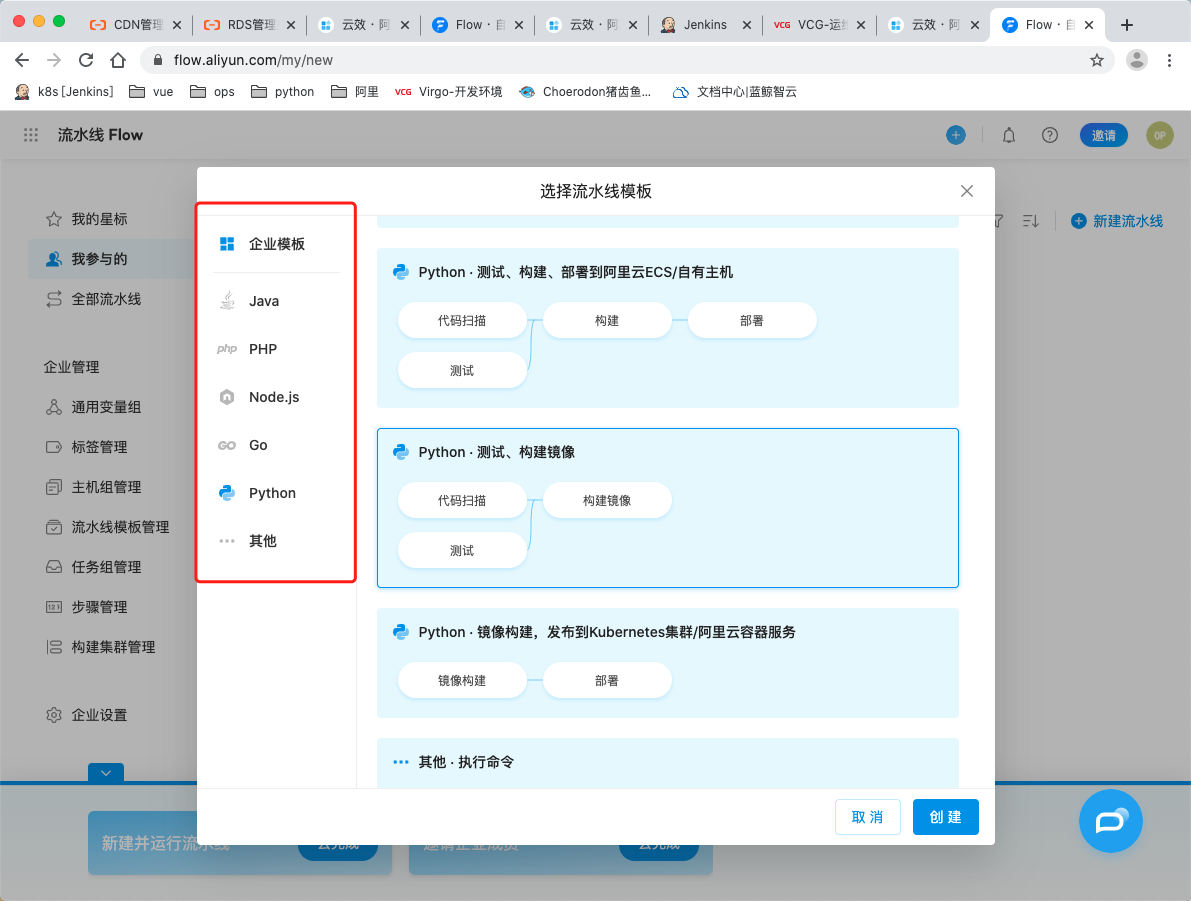 CDN管理
RDS管理
云效 · 阿
Flow · 自
云效 · 阿
Jenkins
VCG VCG-运维
云效 · 阿
Flow · 自
flow.aliyun.com/my/new
k8s [Jenkins]
vue
ops
python
阿里
VCG Virgo-开发环境
Choerodon猪齿鱼...
文档中心|蓝鲸智云
流水线 Flow
邀请
OP
我的星标
我参与的
全部流水线
新建流水线
企业管理
通用变量组
标签管理
主机组管理
流水线模板管理
任务组管理
步骤管理
构建集群管理
企业设置
选择流水线模板
企业模板
Java
php PHP
Node.js
GO Go
Python
其他
Python · 测试、构建、部署到阿里云ECS/自有主机
代码扫描
构建
部署
测试
Python · 测试、构建镜像
代码扫描
构建镜像
测试
Python · 镜像构建，发布到Kubernetes集群/阿里云容器服务
镜像构建
部署
其他 · 执行命令
取 消
创 建
新建并运行流水线
去完成
邀请企业成员
去完成